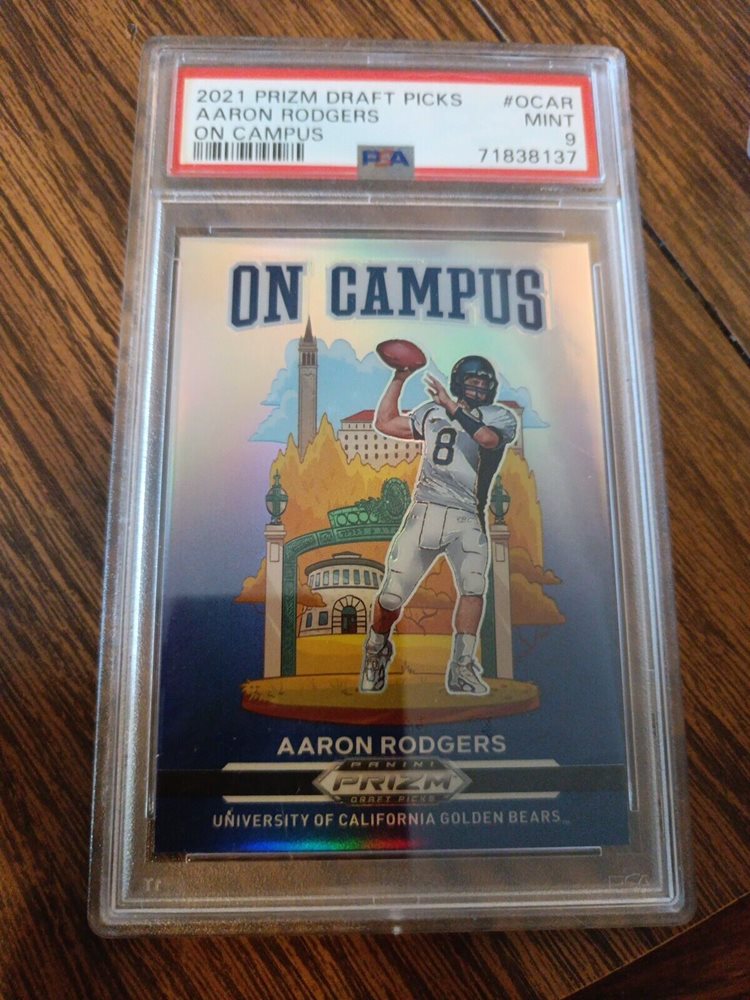 2021 PRIZM DRAFT PICKS #OCAR
AARON RODGERS MINT
ON CAMPUS 9
PSA 71838137
ON CAMPUS
8
AARON RODGERS
PANINI
PRIZM
DRAFT PICKS
UNIVERSITY OF CALIFORNIA GOLDEN BEARS™